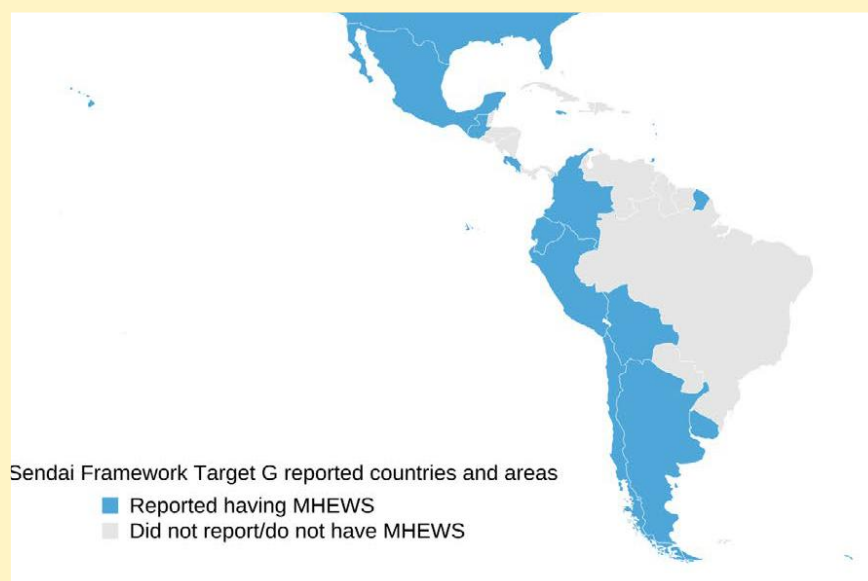 Sendai Framework Target G reported countries and areas
Reported having MHEWS
Did not report/do not have MHEWS